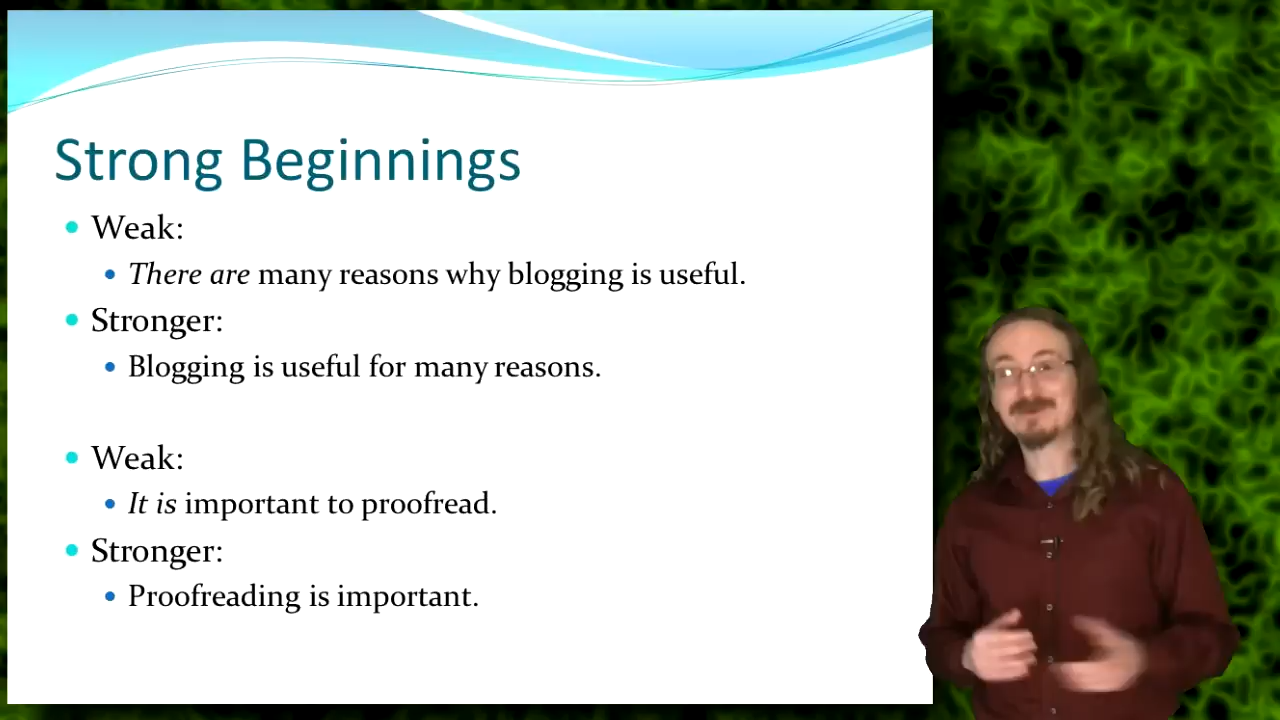 Strong Beginnings
Weak:
There are many reasons why blogging is useful.
Stronger:
Blogging is useful for many reasons.
Weak:
It is important to proofread.
Stronger:
Proofreading is important.